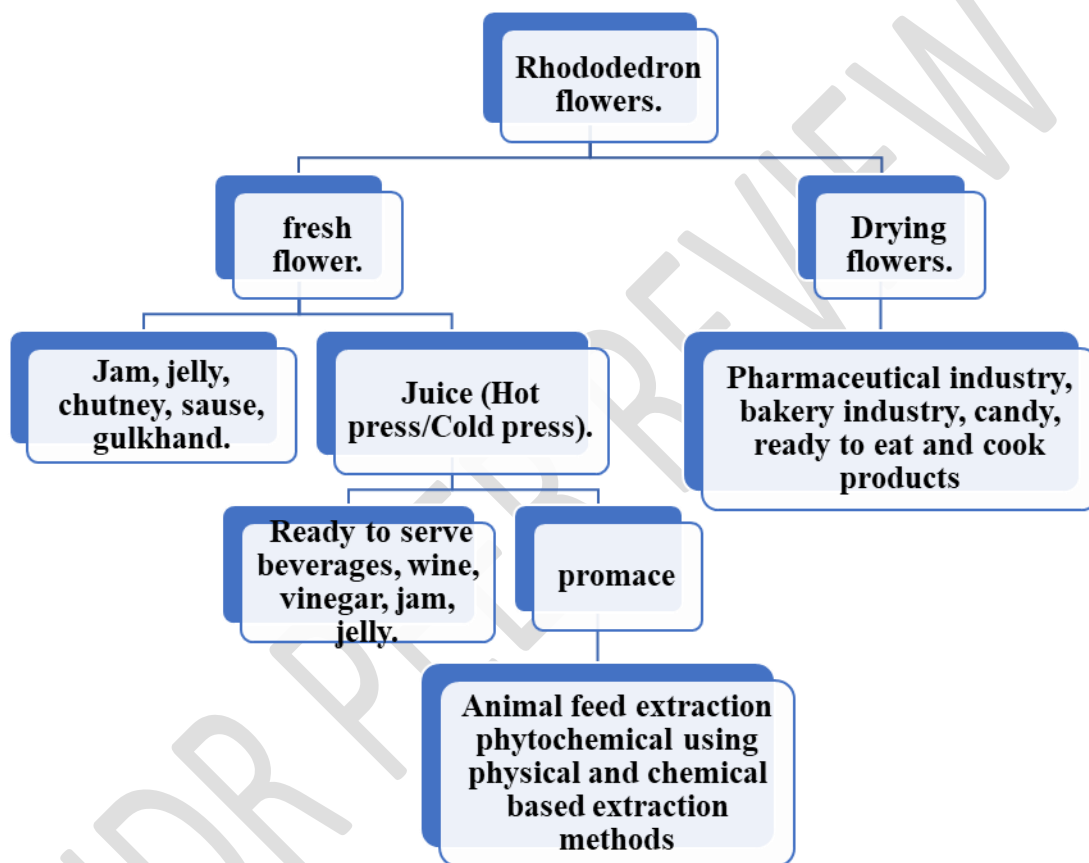 Rhododedron
flowers.
fresh
flower.
Drying
flowers.
Jam, jelly,
chutney, sause,
gulkhand.
Juice (Hot
press/Cold press).
Pharmaceutical industry,
bakery industry, candy,
ready to eat and cook
products
Ready to serve
beverages, wine,
vinegar, jam,
jelly.
promace
Animal feed extraction
phytochemical using
physical and chemical
based extraction
methods
PEER REVIEW